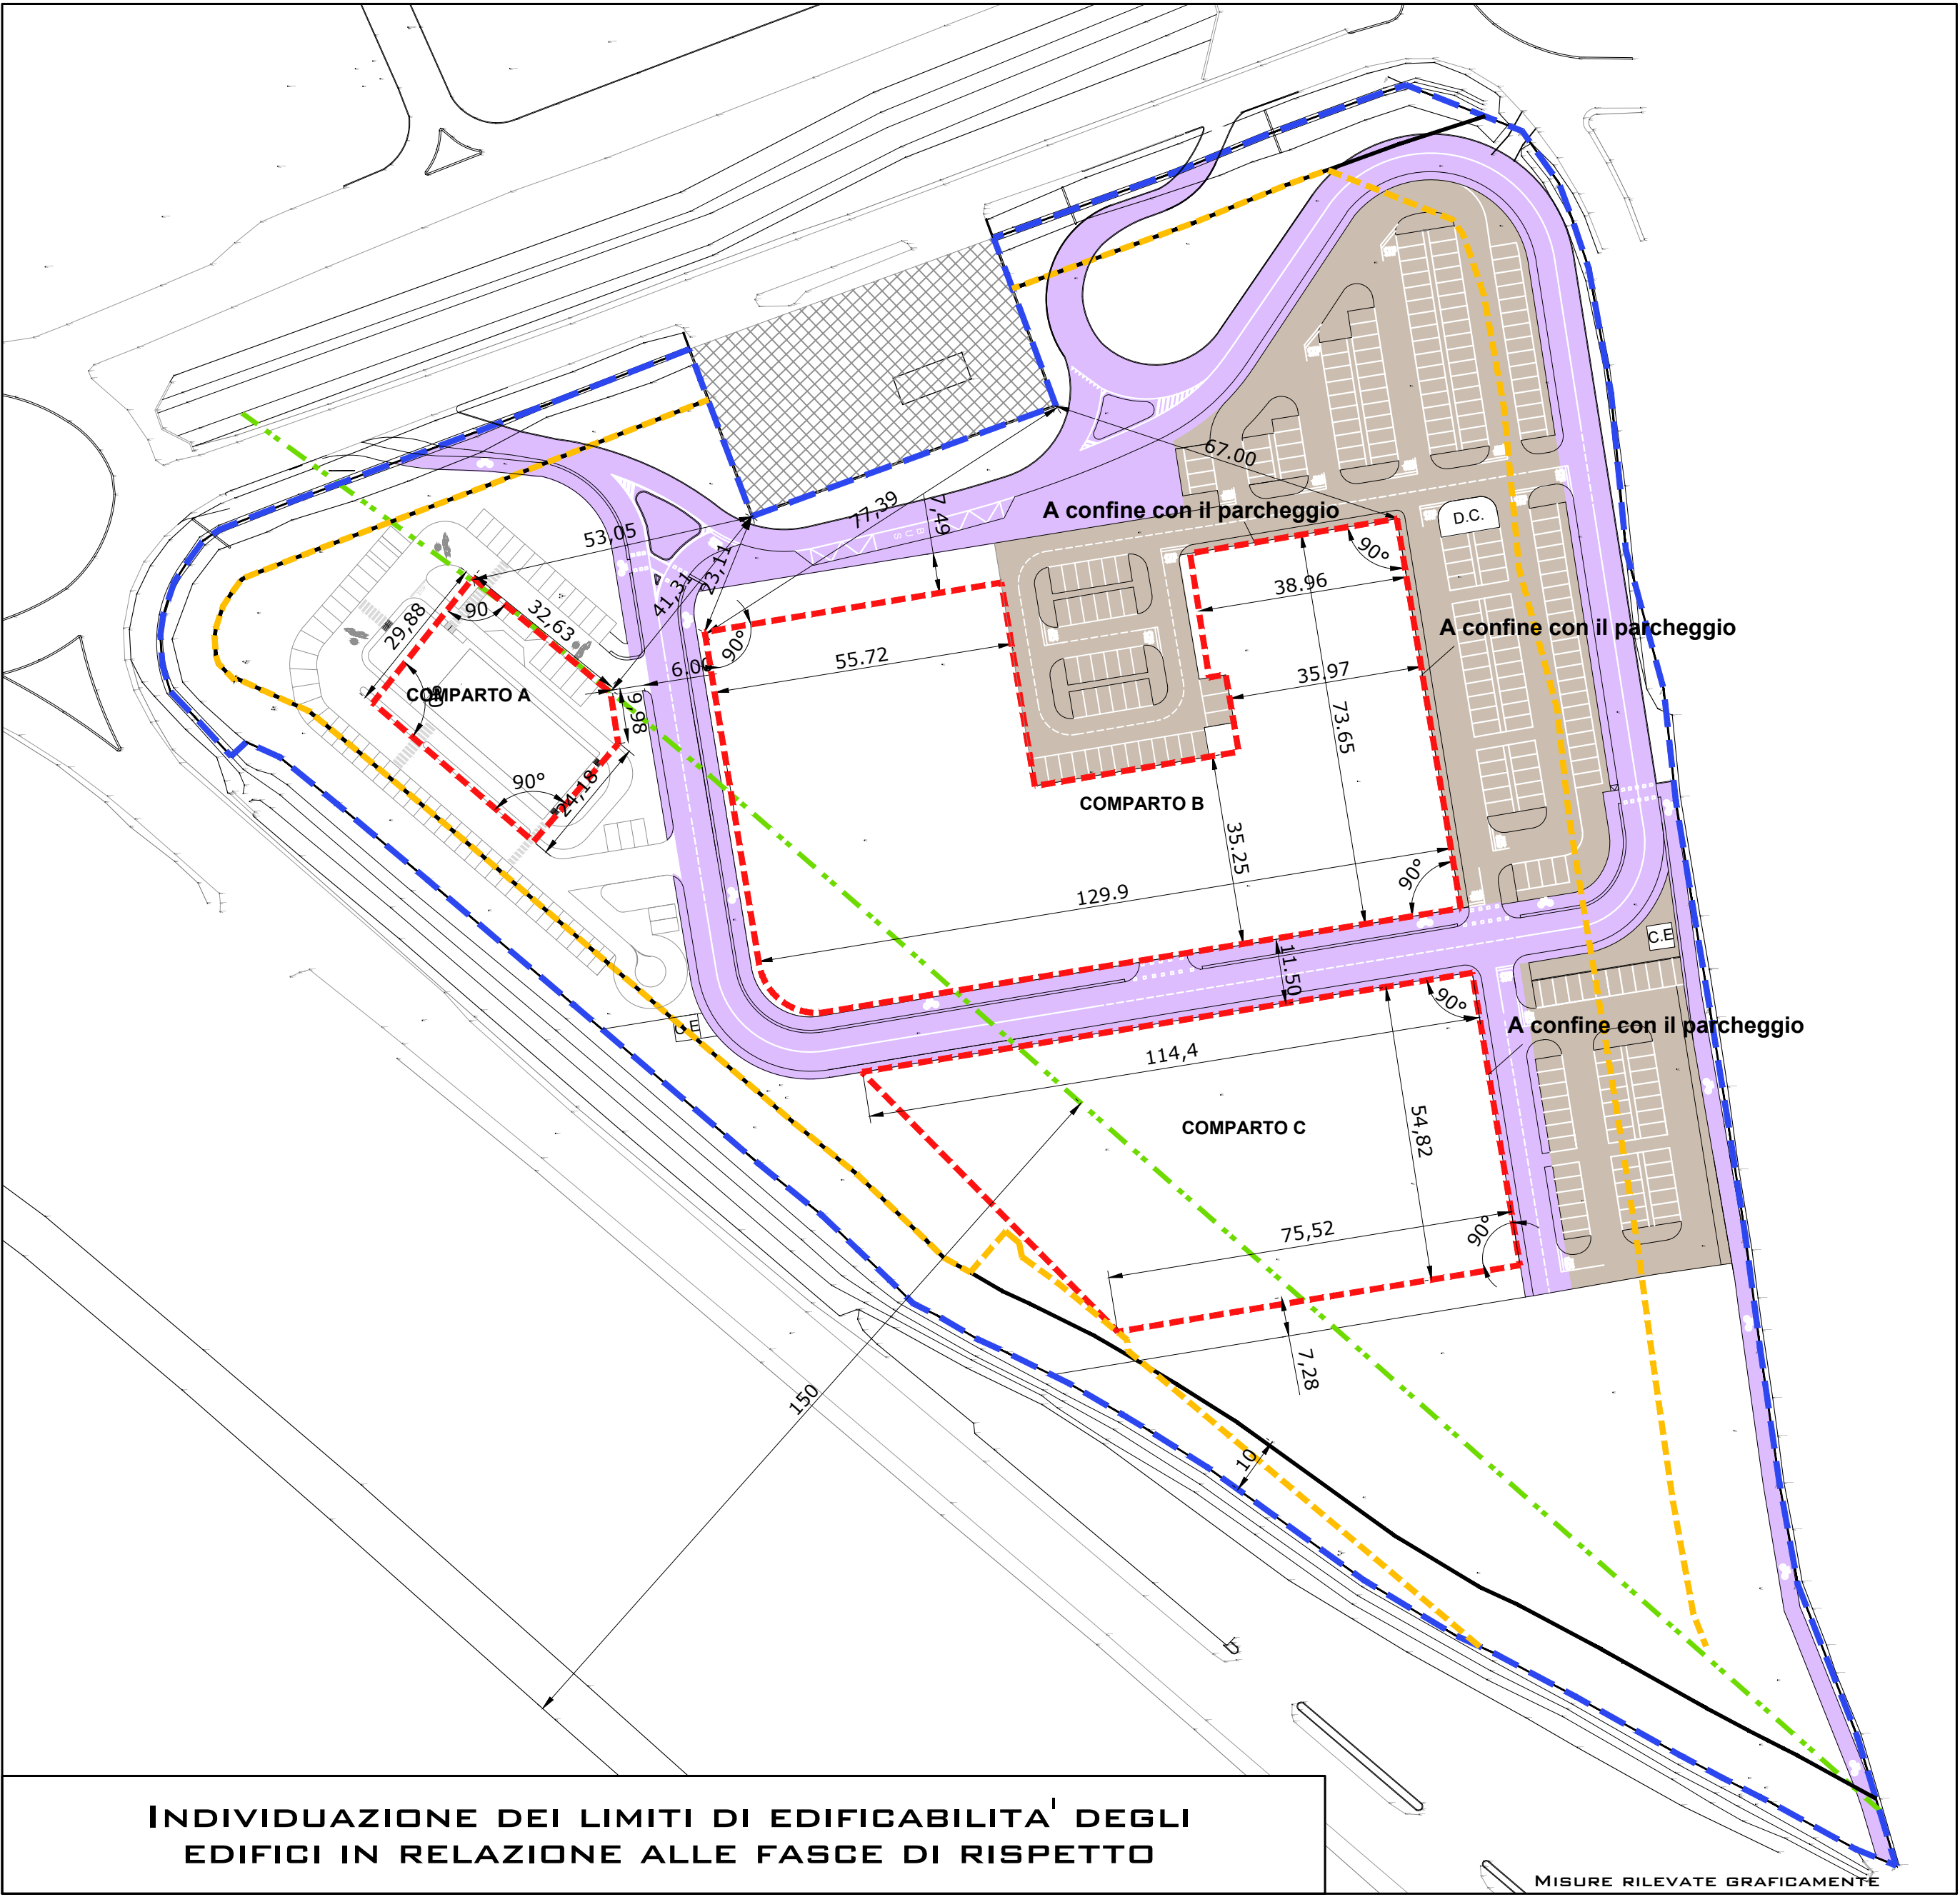 67.00
77,39
7,49
A confine con il parcheggio
D.C.
53,05
90°
41,31
23,11
38.96
32,63
90
29,88
90°
A confine con il parcheggio
55.72
35.97
COMPARTO A
9,98
73.65
90°
24,18
COMPARTO B
35.25
90°
129.9
C.E
11.50
90°
A confine con il parcheggio
114,4
54,82
COMPARTO C
75,52
90°
7,28
150
10
INDIVIDUAZIONE DEI LIMITI DI EDIFICABILITA' DEGLI
EDIFICI IN RELAZIONE ALLE FASCE DI RISPETTO
MISURE RILEVATE GRAFICAMENTE